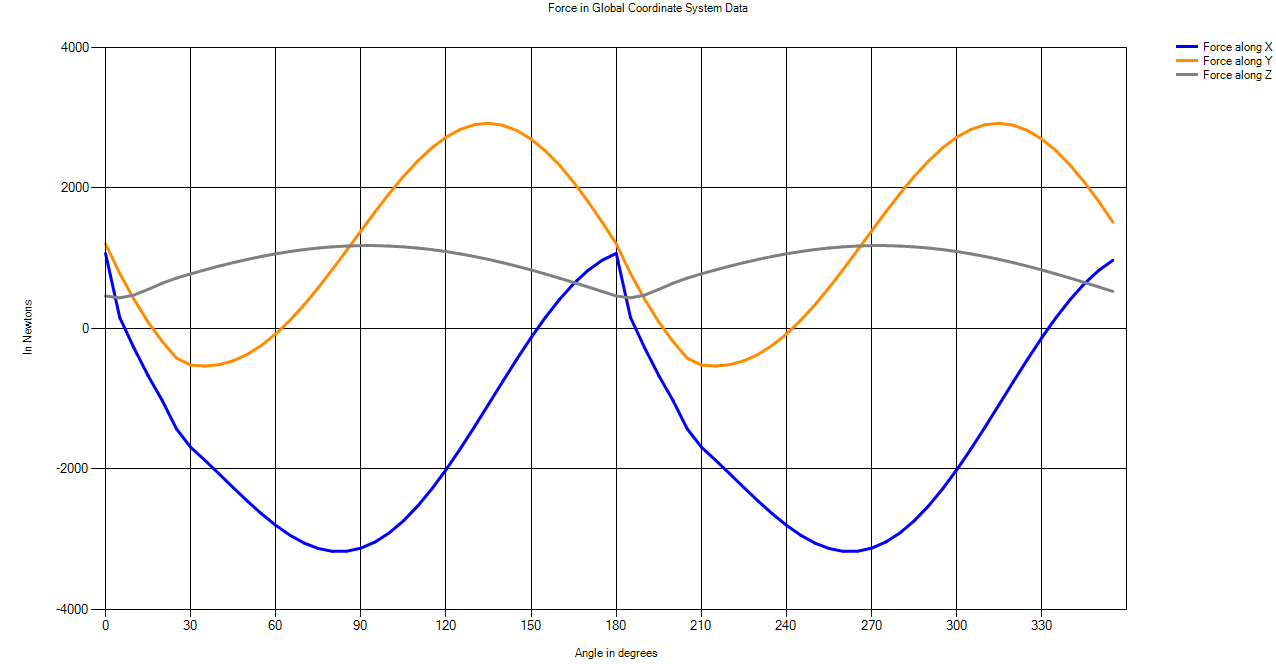 Force in Global Coordinate System Data
Force along X
Force along Y
Force along Z
4000
2000
0
-2000
-4000
In Newtons
0 30 60 90 120 150 180 210 240 270 300 330
Angle in degrees